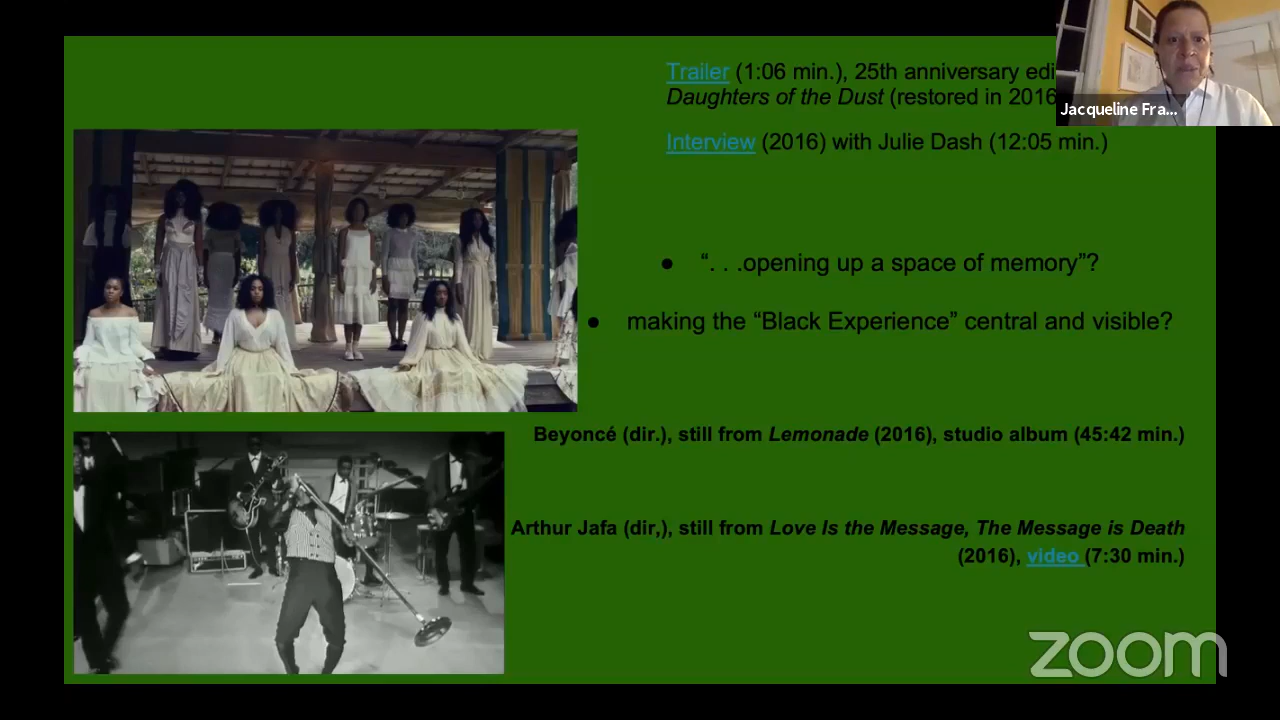 Trailer (1:06 min.), 25th anniversary edi
Daughters of the Dust (restored in 2016
Jacqueline Fra...
Interview (2016) with Julie Dash (12:05 min.)
● “. . .opening up a space of memory”?
● making the “Black Experience” central and visible?
Beyoncé (dir.), still from Lemonade (2016), studio album (45:42 min.)
Arthur Jafa (dir,), still from Love Is the Message, The Message is Death
(2016), video (7:30 min.)
zoom